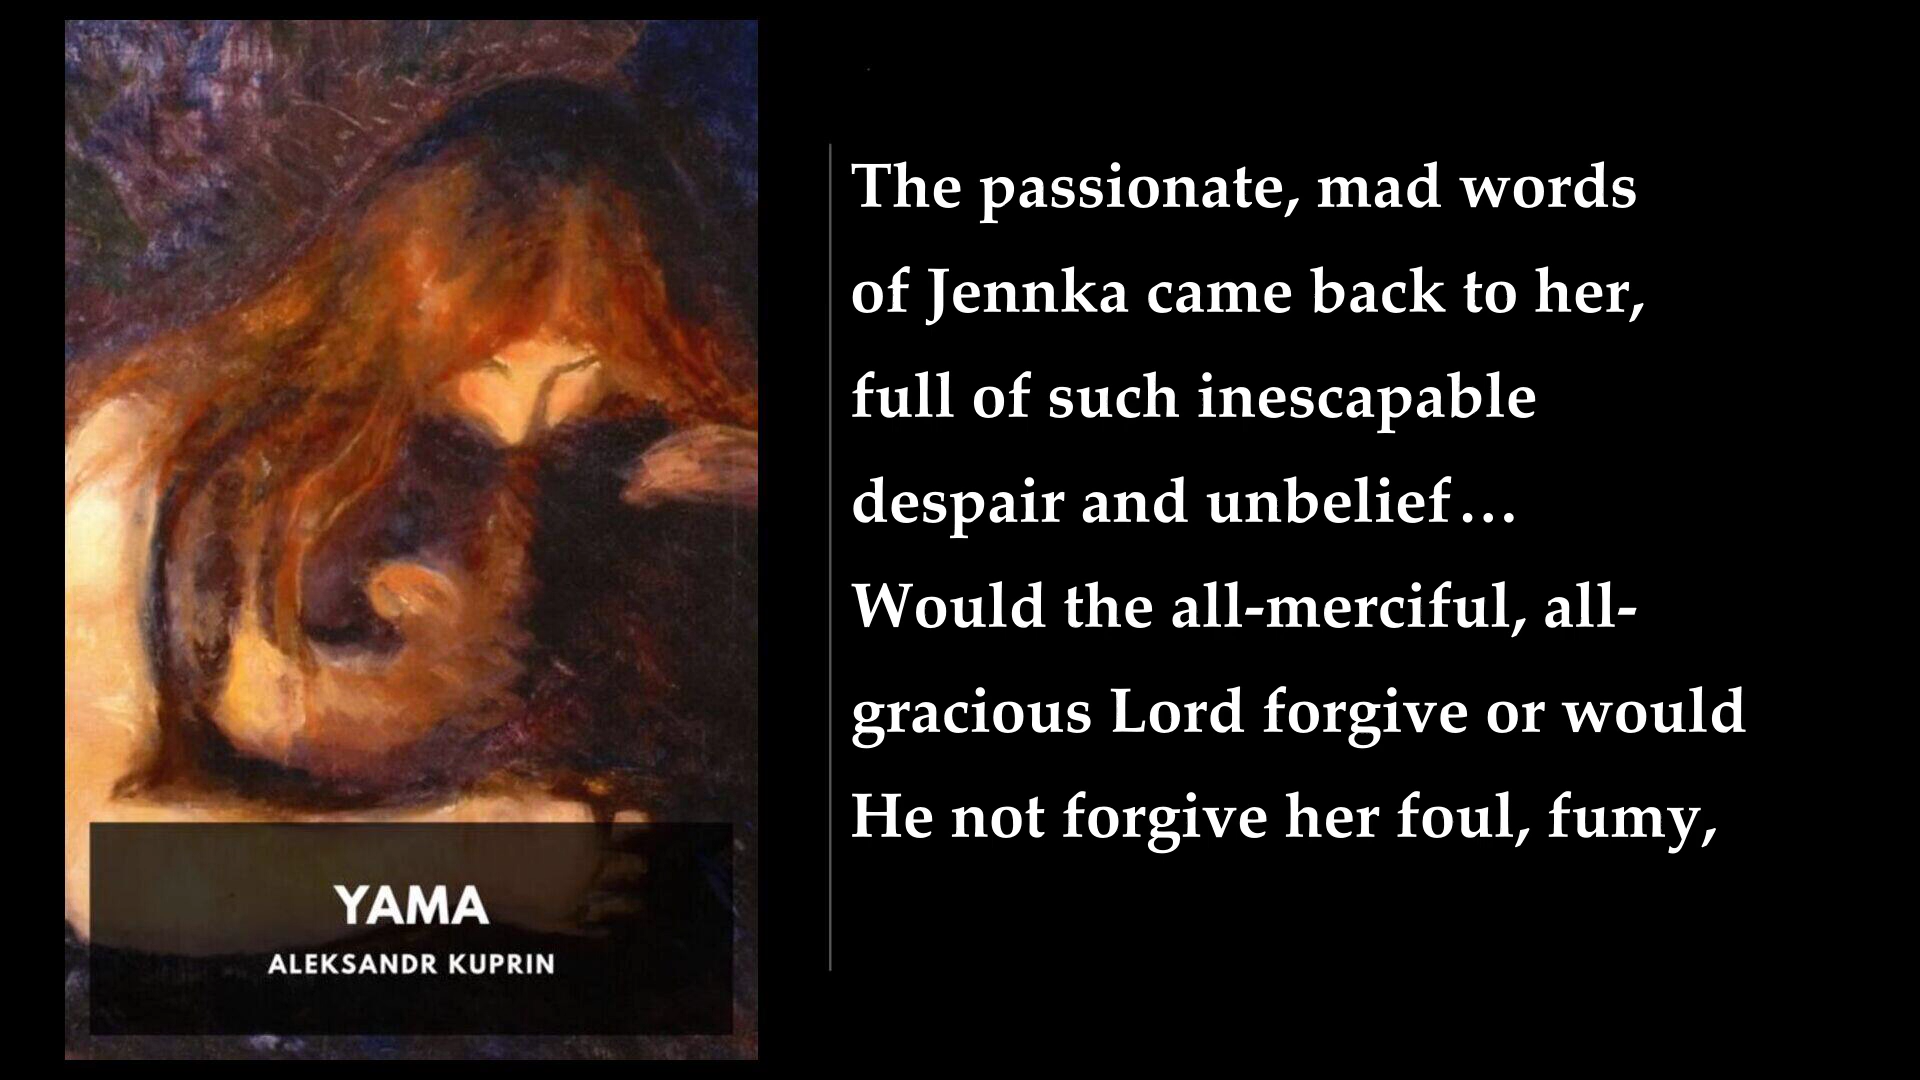 YAMA
ALEKSANDR KUPRIN
The passionate, mad words
of Jennka came back to her,
full of such inescapable
despair and unbelief…
Would the all-merciful, all-
gracious Lord forgive or would
He not forgive her foul, fumy,